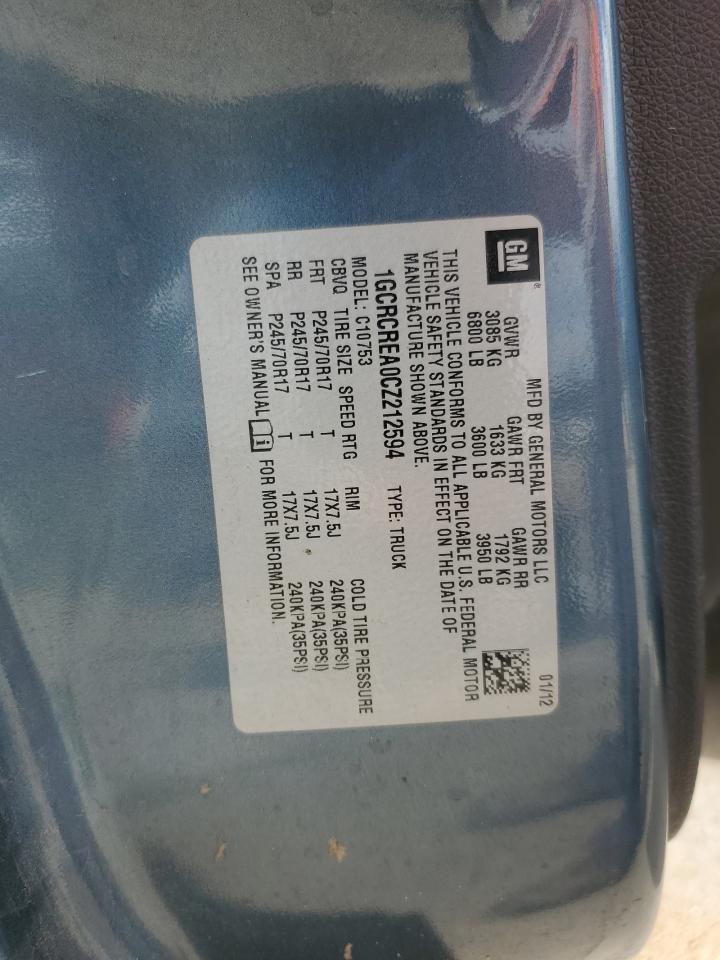 GM ®
MFD BY GENERAL MOTORS LLC 01/12
GVWR GAWR FRT GAWR RR
3085 KG 1633 KG 1792 KG
6800 LB 3600 LB 3950 LB
THIS VEHICLE CONFORMS TO ALL APPLICABLE U.S. FEDERAL MOTOR
VEHICLE SAFETY STANDARDS IN EFFECT ON THE DATE OF
MANUFACTURE SHOWN ABOVE.
1GCRCREA0CZ212594 TYPE: TRUCK
MODEL: C10753
CBVQ TIRE SIZE SPEED RTG RIM COLD TIRE PRESSURE
FRT P245/70R17 T 17X7.5J 240KPA(35PSI)
RR P245/70R17 T 17X7.5J 240KPA(35PSI)
SPA P245/70R17 T 17X7.5J 240KPA(35PSI)
SEE OWNER'S MANUAL i FOR MORE INFORMATION.